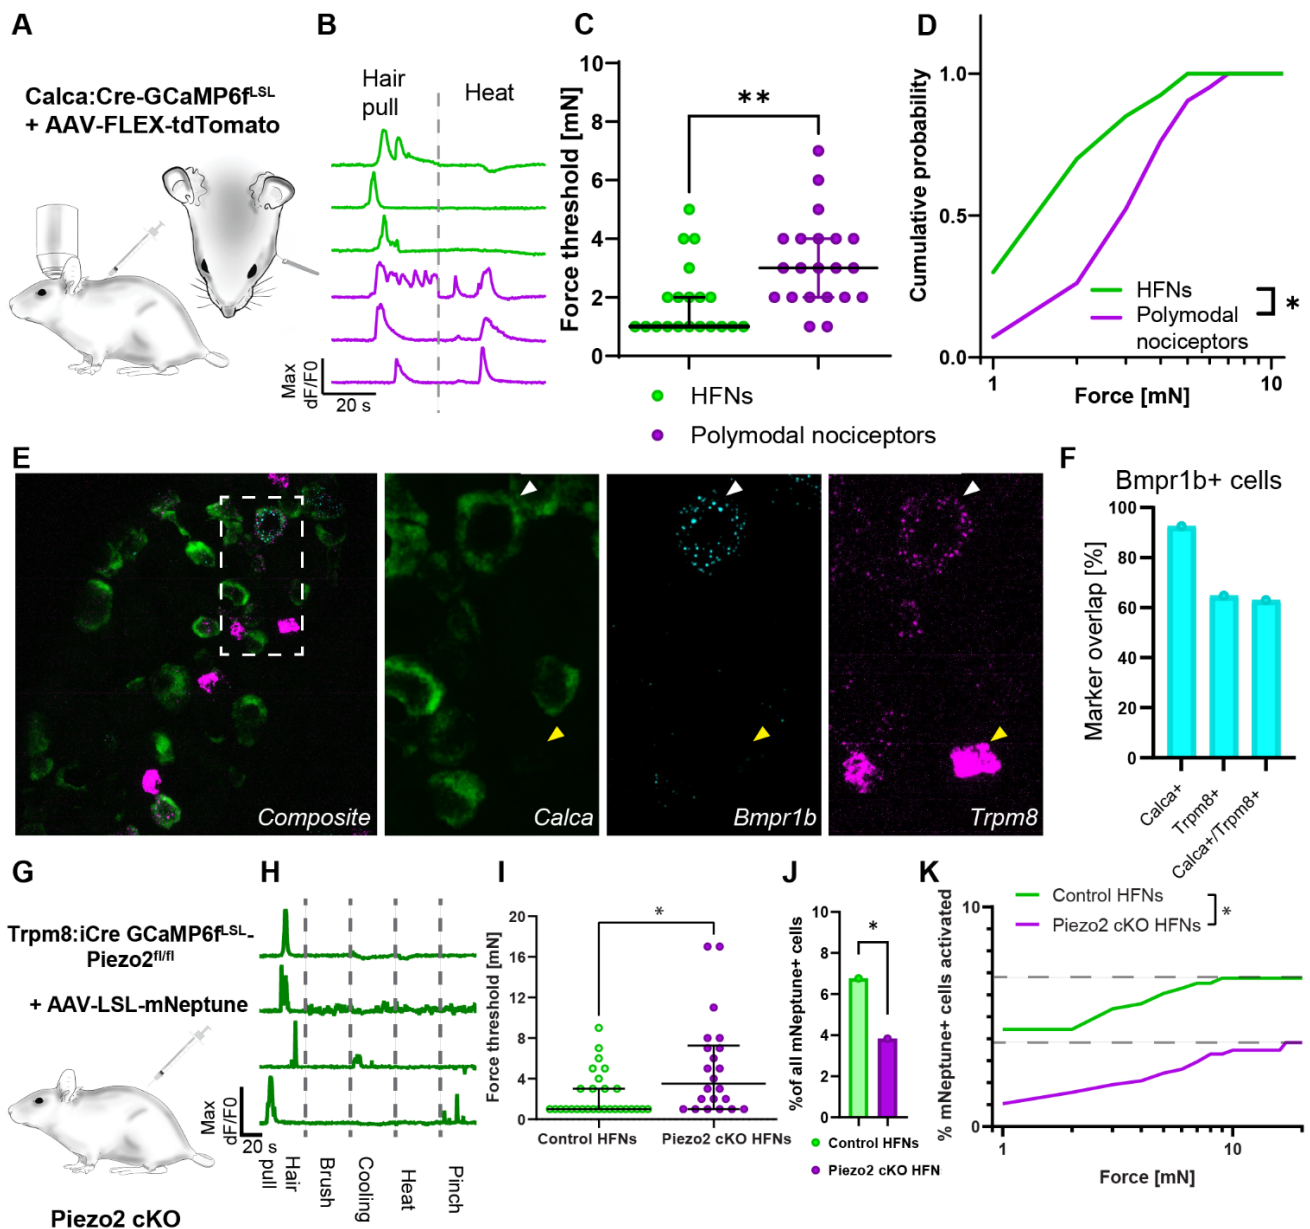 A
Calca:Cre-GCaMP6fLSL
+ AAV-FLEX-tdTomato
B
Hair
pull
Heat
Max
dF/F0
20 s
C
Force threshold [mN]
10
8
6
4
2
0
**
HFNs
Polymodal nociceptors
D
Cumulative probability
1.0
0.5
0.0
HFNs
Polymodal
nociceptors
*
1
10
Force [mN]
E
Composite
Calca
Bmpr1b
Trpm8
F
Bmpr1b+ cells
Marker overlap [%]
100
80
60
40
20
0
Calca+
Trpm8+
Calca+/Trpm8+
G
Trpm8:iCre GCaMP6fLSL-
Piezo2fl/fl
+ AAV-LSL-mNeptune
Piezo2 cKO
H
Max
dF/F0
20 s
Hair
pull
Brush
Cooling
Heat
Pinch
I
Force threshold [mN]
20
16
12
8
4
0
*
Control HFNs
Piezo2 cKO HFNs
J
%of all mNeptune+ cells
10
8
6
4
2
0
*
Control HFNs
Piezo2 cKO HFN
K
% mNeptune+ cells activated
Control HFNs
Piezo2 cKO HFNs
*
10
5
0
1
10
Force [mN]